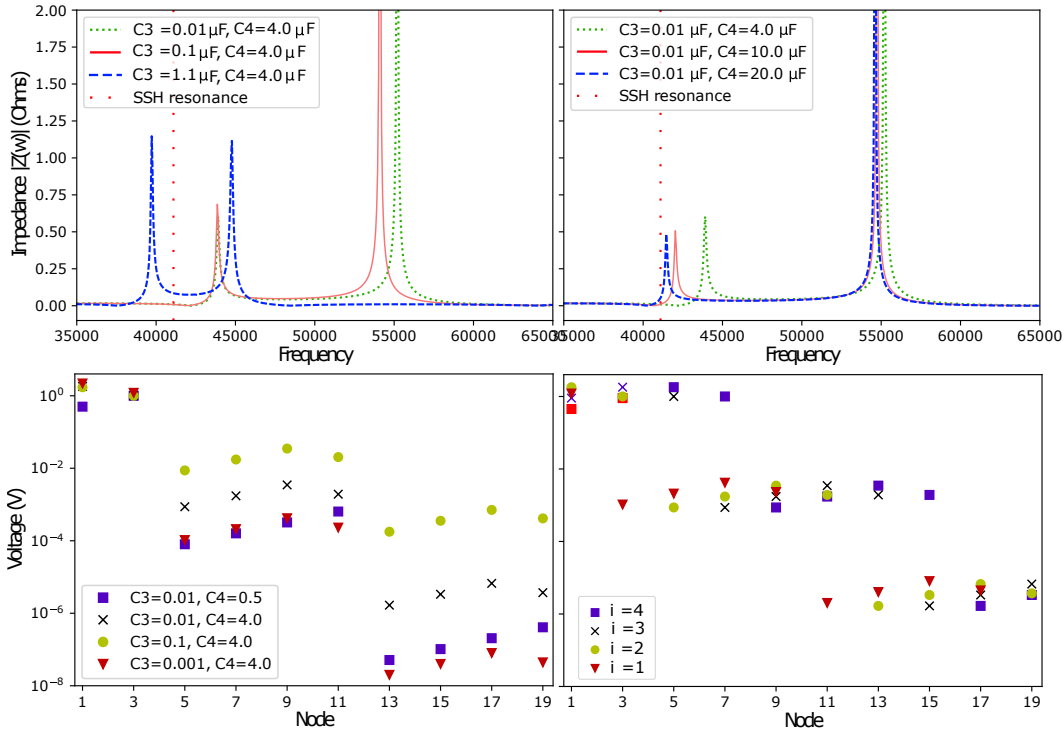 2.00
1.75
1.50
1.25
1.00
0.75
0.50
0.25
0.00
Impedance |Z(w)| (Ohms)
C3 =0.01 μF, C4=4.0 μF
C3 =0.1 μF, C4=4.0 μF
C3 =1.1 μF, C4=4.0 μF
SSH resonance
35000 40000 45000 50000 55000 60000 65000
Frequency
C3=0.01 μF, C4=4.0 μF
C3=0.01 μF, C4=10.0 μF
C3=0.01 μF, C4=20.0 μF
SSH resonance
35000 40000 45000 50000 55000 60000 65000
Frequency
10⁰
10⁻²
10⁻⁴
10⁻⁶
10⁻⁸
Voltage (V)
C3=0.01, C4=0.5
C3=0.01, C4=4.0
C3=0.1, C4=4.0
C3=0.001, C4=4.0
1 3 5 7 9 11 13 15 17 19
Node
i =4
i =3
i =2
i =1
1 3 5 7 9 11 13 15 17 19
Node